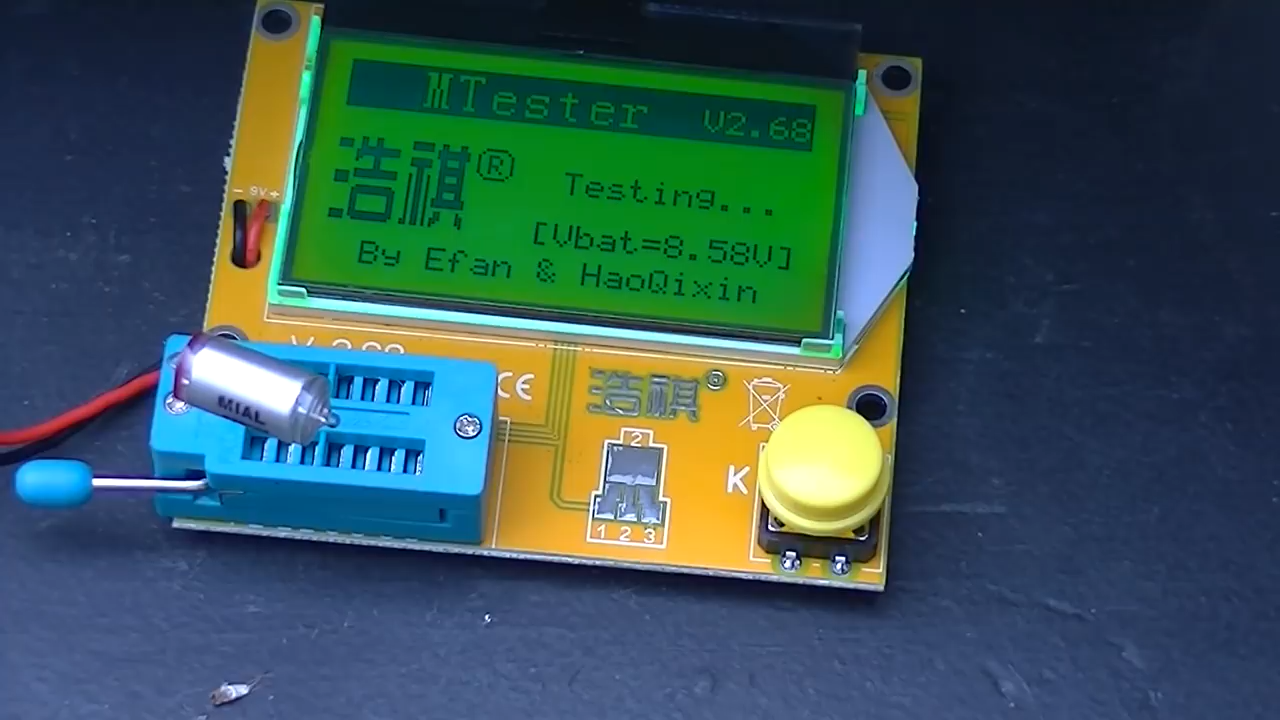 MTester V2.68
浩祺®
Testing...
[Vbat=8.58V]
By Efan & HaoQixin
- 9V +
CE
浩祺®
MIAL
2
K
1 2 3